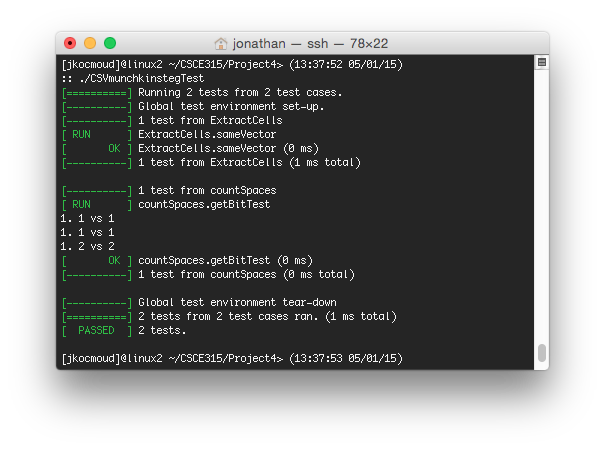 jonathan — ssh — 78×22
[jkocmoud]@linux2 ~/CSCE315/Project4> (13:37:52 05/01/15)
:: ./CSVmunchkinstegTest
[==========] Running 2 tests from 2 test cases.
[----------] Global test environment set-up.
[----------] 1 test from ExtractCells
[ RUN      ] ExtractCells.sameVector
[       OK ] ExtractCells.sameVector (0 ms)
[----------] 1 test from ExtractCells (1 ms total)
[----------] 1 test from countSpaces
[ RUN      ] countSpaces.getBitTest
1. 1 vs 1
1. 1 vs 1
1. 2 vs 2
[       OK ] countSpaces.getBitTest (0 ms)
[----------] 1 test from countSpaces (0 ms total)
[----------] Global test environment tear-down
[==========] 2 tests from 2 test cases ran. (1 ms total)
[  PASSED  ] 2 tests.
[jkocmoud]@linux2 ~/CSCE315/Project4> (13:37:53 05/01/15)